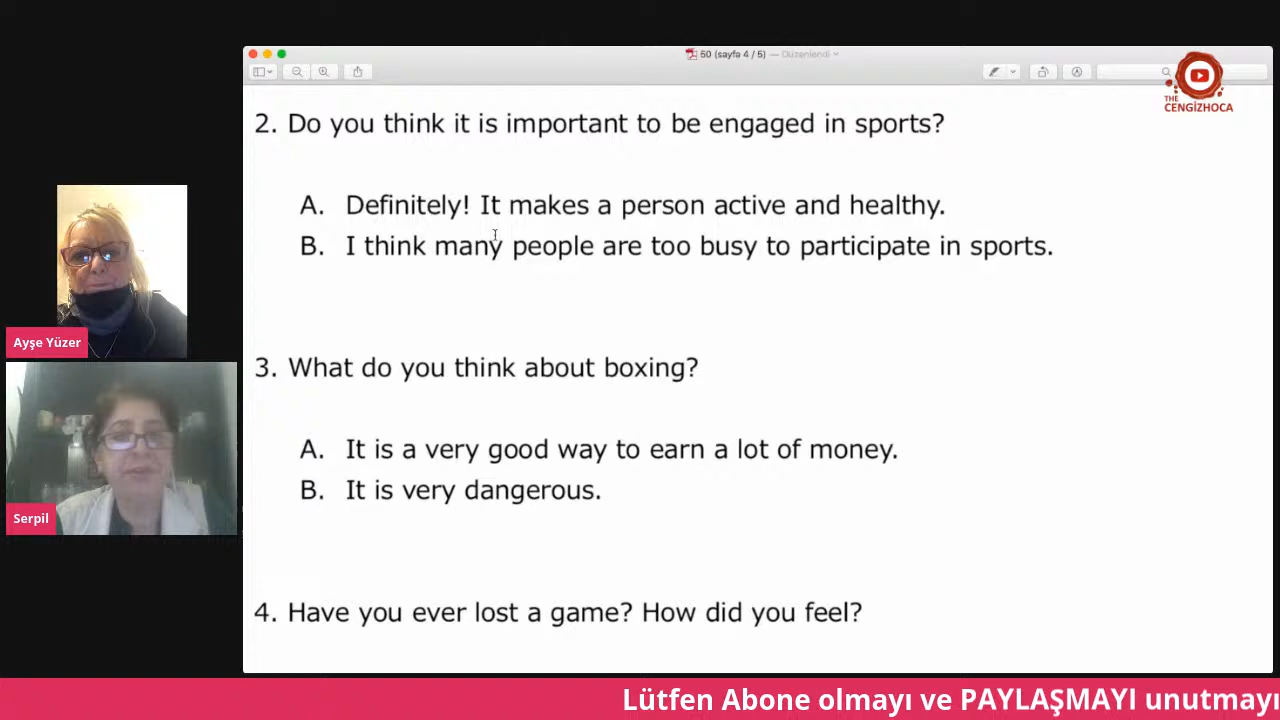 50 (sayfa 4 / 5) — Düzenlendi
THE
CENGİZHOCA
2. Do you think it is important to be engaged in sports?
A. Definitely! It makes a person active and healthy.
B. I think many people are too busy to participate in sports.
3. What do you think about boxing?
A. It is a very good way to earn a lot of money.
B. It is very dangerous.
4. Have you ever lost a game? How did you feel?
Ayşe Yüzer
Serpil
Lütfen Abone olmayı ve PAYLAŞMAYI unutmayı